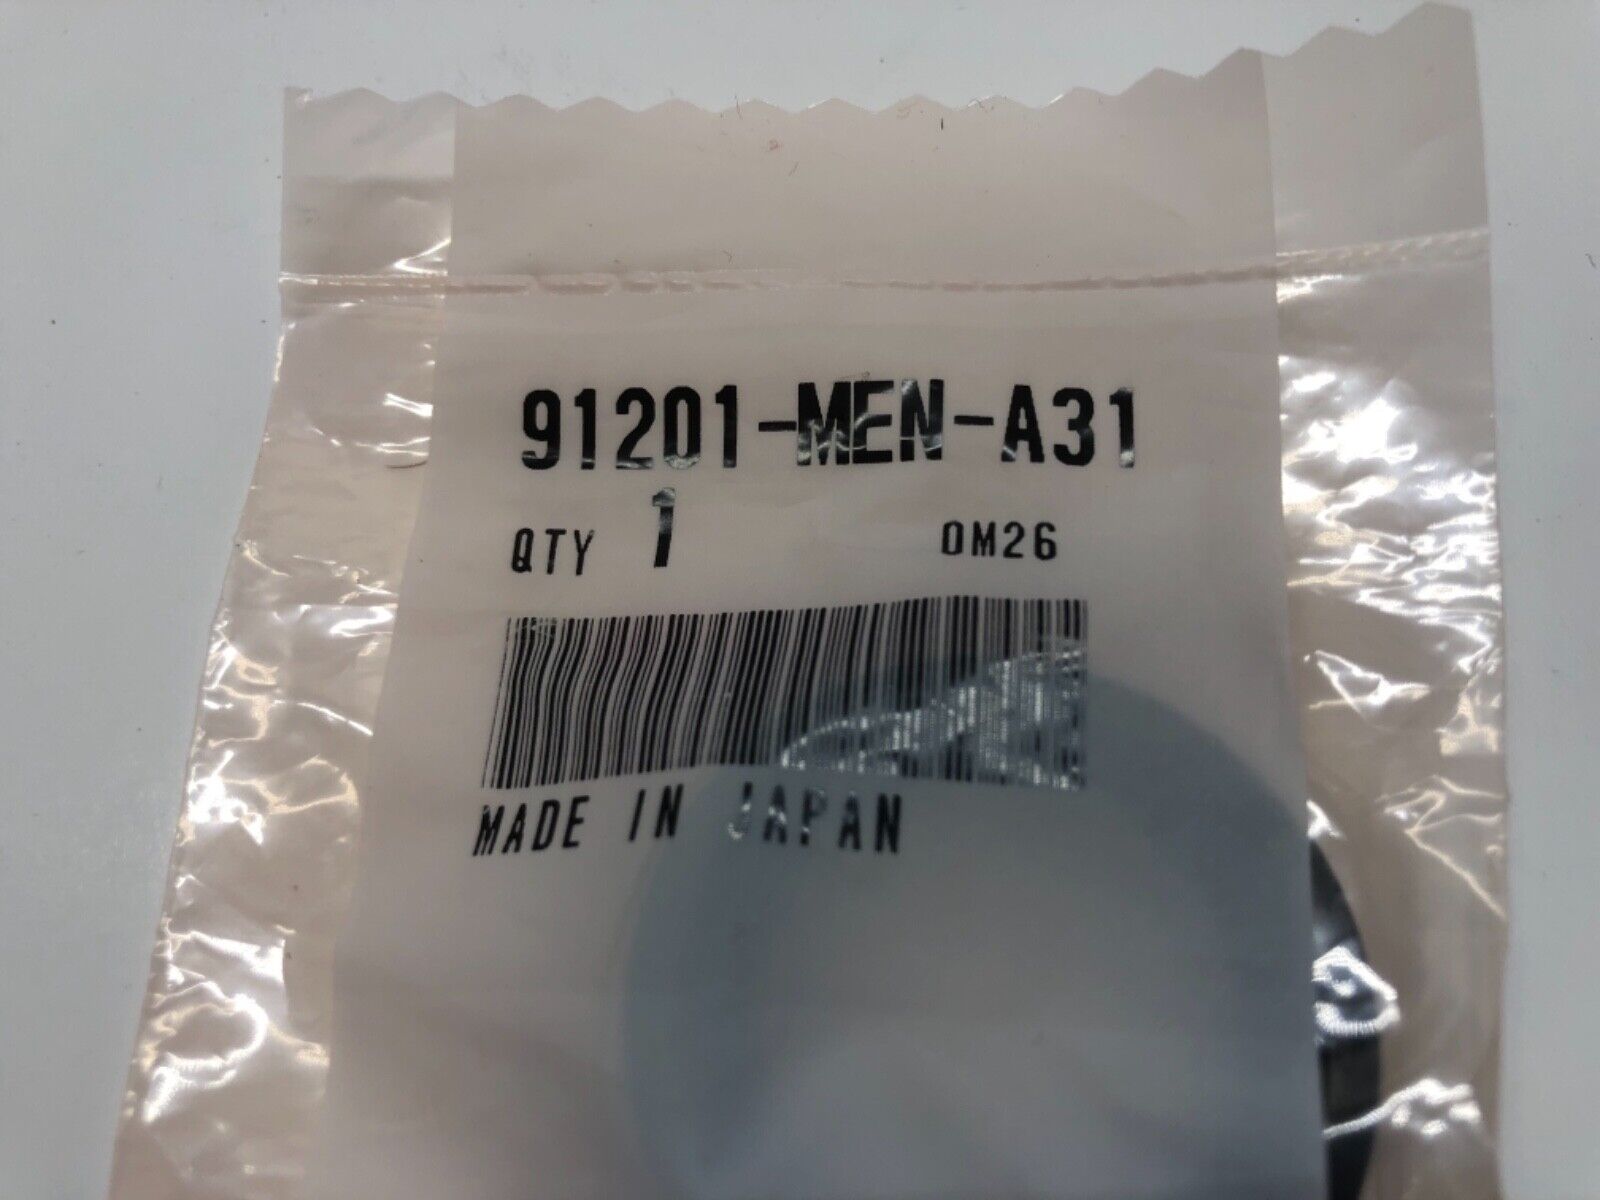 91201-MEN-A31
QTY 1 0M26
MADE IN JAPAN